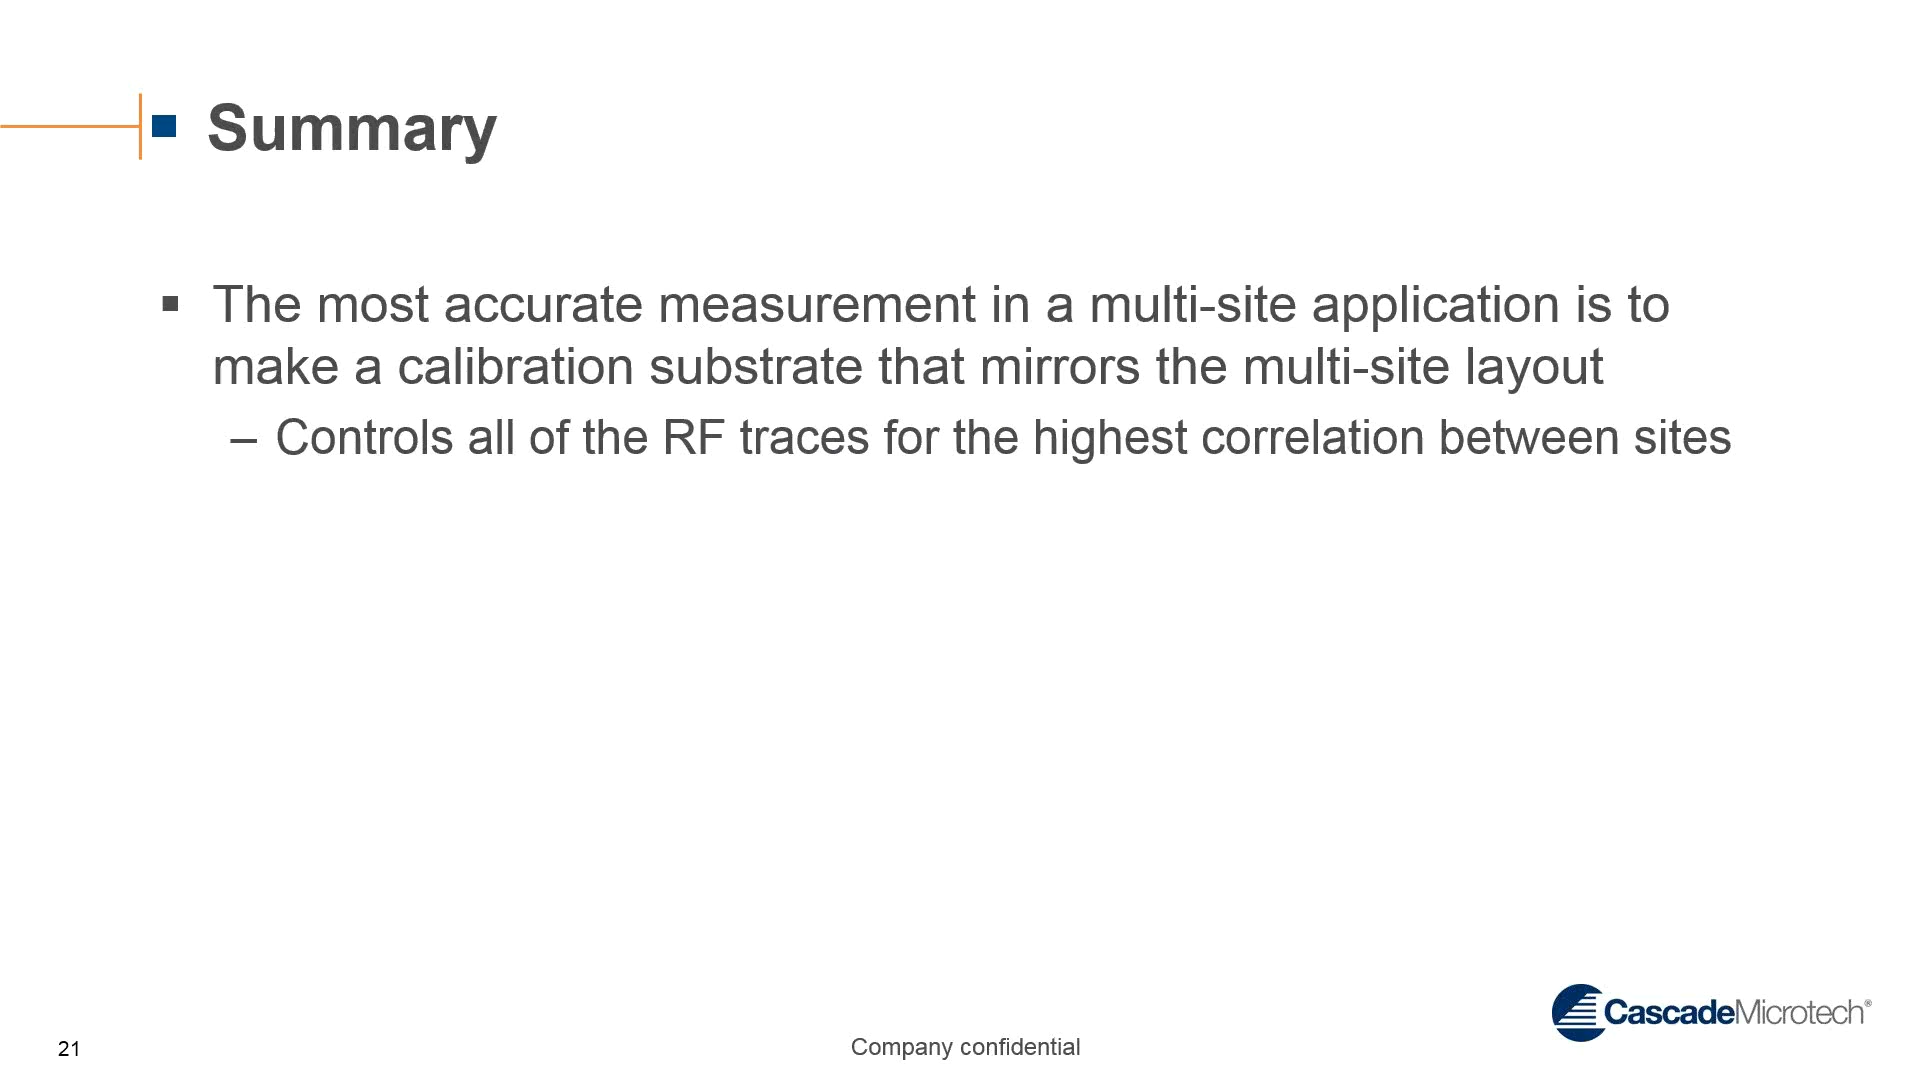 Summary
▪ The most accurate measurement in a multi-site application is to
make a calibration substrate that mirrors the multi-site layout
– Controls all of the RF traces for the highest correlation between sites
CascadeMicrotech®
21
Company confidential